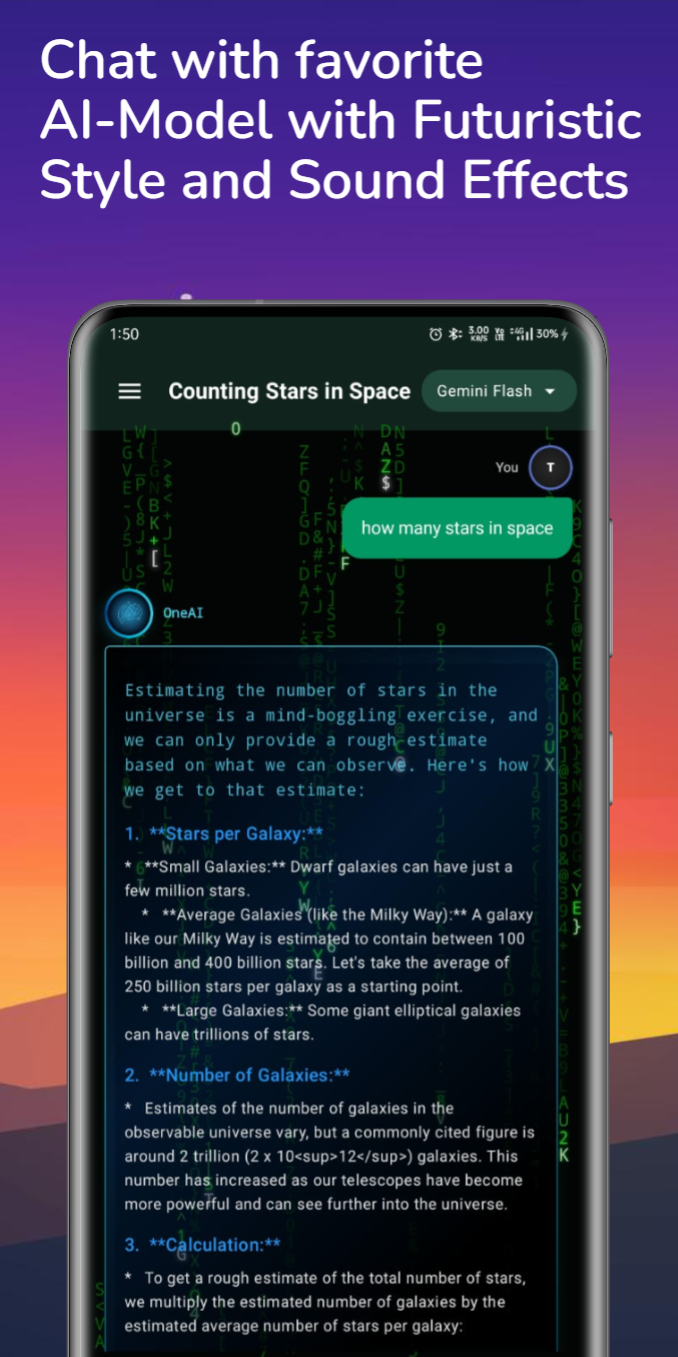 Chat with favorite
AI-Model with Futuristic
Style and Sound Effects
1:50
3.00 KB/S Vo LTE 4G 30%
Counting Stars in Space
Gemini Flash
You
T
how many stars in space
OneAI
Estimating the number of stars in the
universe is a mind-boggling exercise, and
we can only provide a rough estimate
based on what we can observe. Here's how
we get to that estimate:
1. **Stars per Galaxy:**
* **Small Galaxies:** Dwarf galaxies can have just a
few million stars.
* **Average Galaxies (like the Milky Way):** A galaxy
like our Milky Way is estimated to contain between 100
billion and 400 billion stars. Let's take the average of
250 billion stars per galaxy as a starting point.
* **Large Galaxies:** Some giant elliptical galaxies
can have trillions of stars.
2. **Number of Galaxies:**
* Estimates of the number of galaxies in the
observable universe vary, but a commonly cited figure is
around 2 trillion (2 x 10<sup>12</sup>) galaxies. This
number has increased as our telescopes have become
more powerful and can see further into the universe.
3. **Calculation:**
* To get a rough estimate of the total number of stars,
we multiply the estimated number of galaxies by the
estimated average number of stars per galaxy: